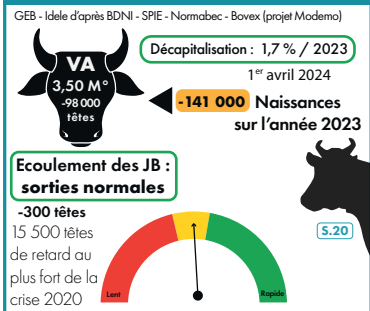 GEB - Idele d'après BDNI - SPIE - Normabec - Bovex (projet Modemo)
Décapitalisation : 1,7 % / 2023
VA
3,50 M°
-98 000
têtes
1er avril 2024
-141 000 Naissances
sur l'année 2023
Ecoulement des JB :
sorties normales
-300 têtes
15 500 têtes
de retard au
plus fort de la
crise 2020
S.20
Lent
Rapide